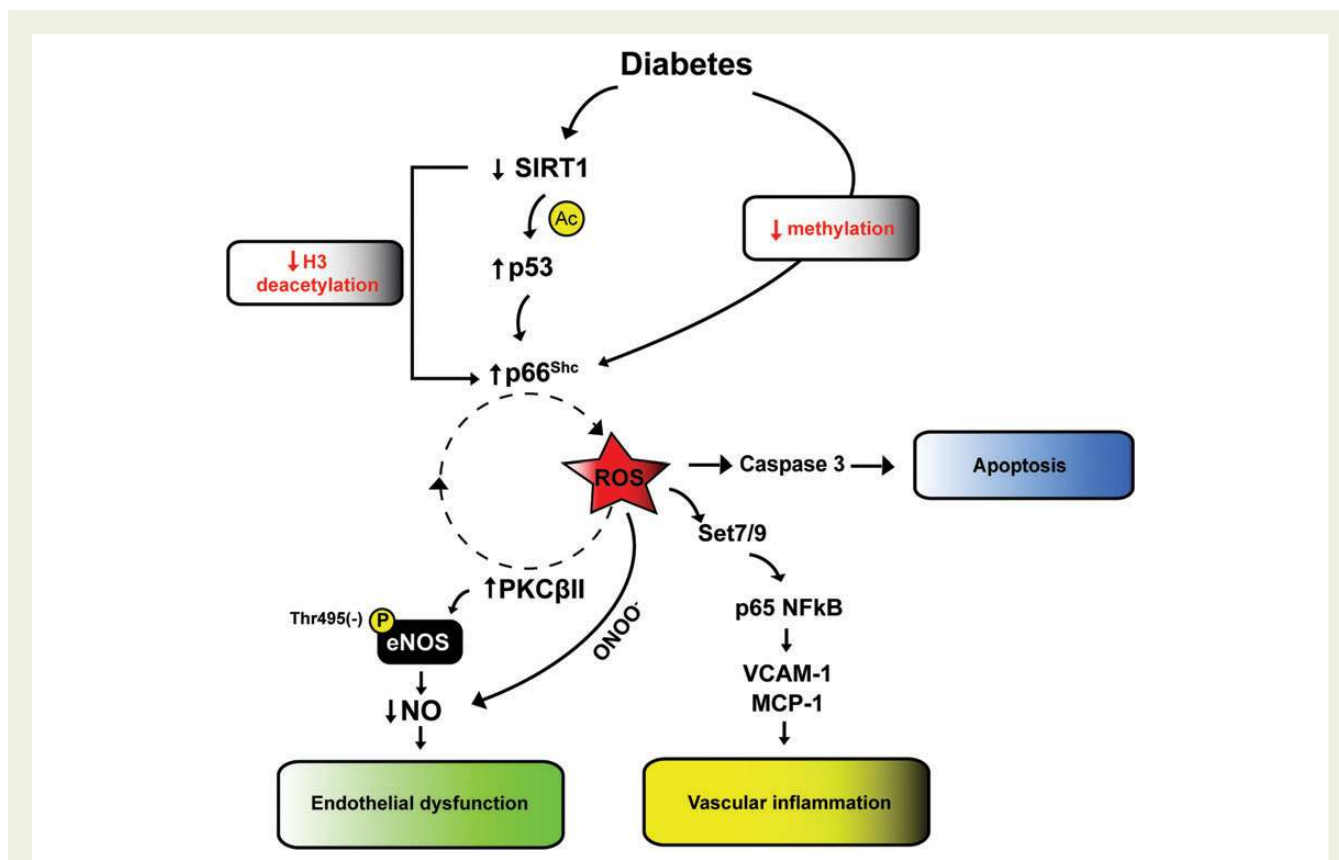 Diabetes
↓ SIRT1
Ac
↓ methylation
↓ H3
deacetylation
↑p53
↑p66Shc
ROS
Caspase 3
Apoptosis
Set7/9
↑PKCβII
p65 NFkB
Thr495(-)
P
eNOS
ONOO-
VCAM-1
MCP-1
↓NO
Endothelial dysfunction
Vascular inflammation